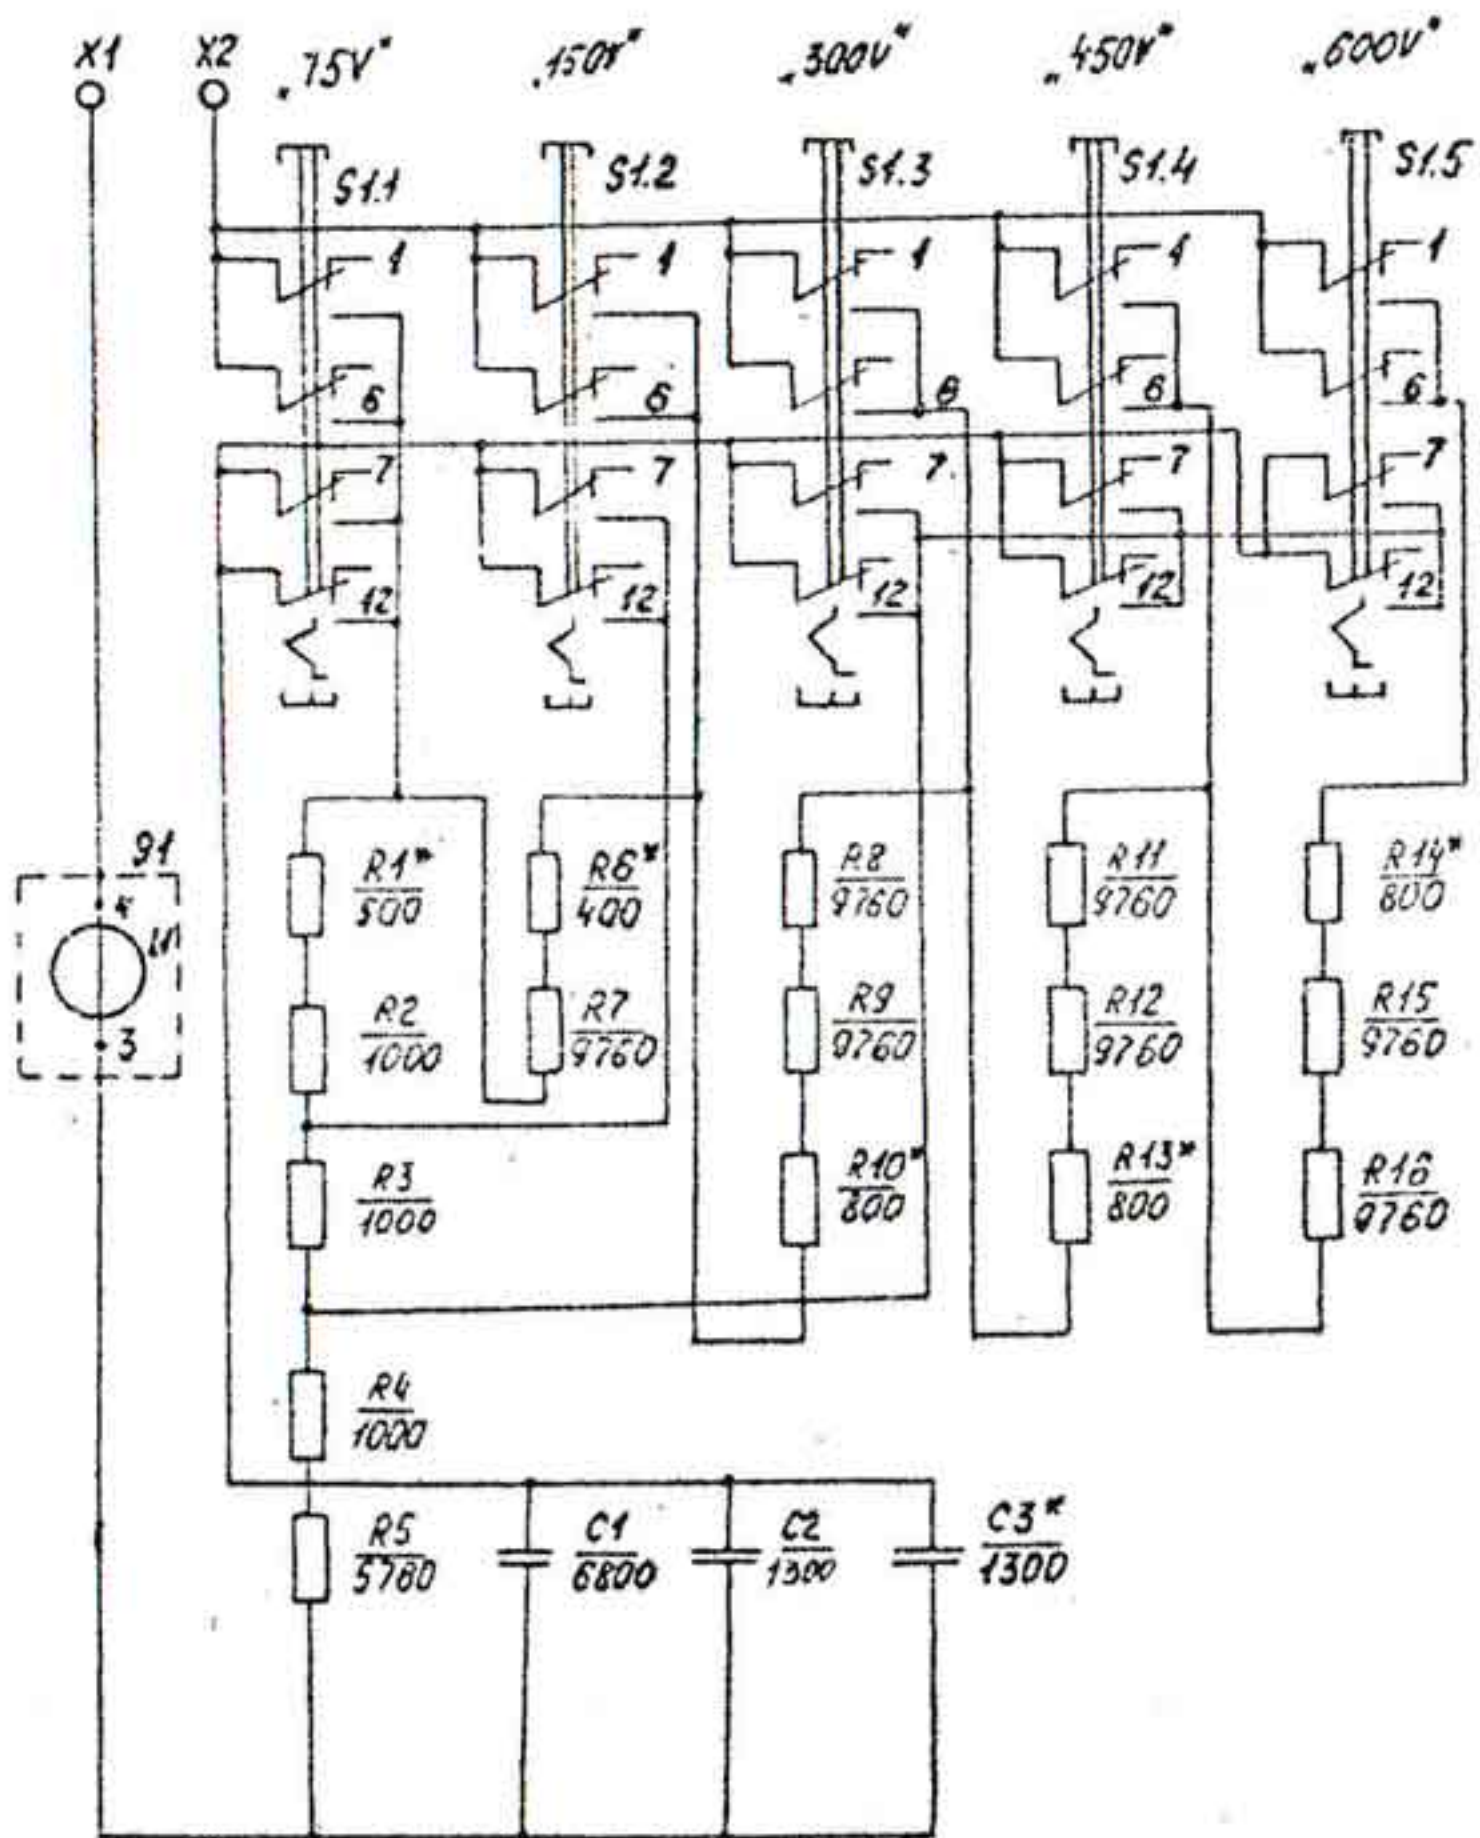 X1 X2 „75V" „150V" „300V" „450V" „600V"
S1.1 S1.2 S1.3 S1.4 S1.5
1 1 1 1 1
6 6 6 6 6
7 7 7 7 7
12 12 12 12 12
91
R1* R6* R8 R11 R14*
500 400 9760 9760 800
4
3
R2 R7 R9 R12 R15
1000 9760 9760 9760 9760
R3 R10* R13* R16
1000 800 800 9760
R4
1000
R5 C1 C2 C3*
5760 6800 1300 1300